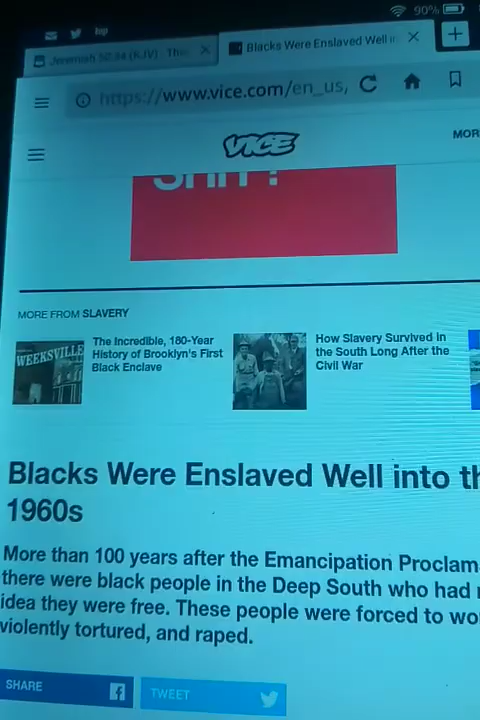 90%
Jeremiah 50:34 (KJV) - The
Blacks Were Enslaved Well in
https://www.vice.com/en_us,
VICE
MOR
MORE FROM SLAVERY
WEEKSVILLE
The Incredible, 180-Year
History of Brooklyn's First
Black Enclave
How Slavery Survived in
the South Long After the
Civil War
Blacks Were Enslaved Well into th
1960s
More than 100 years after the Emancipation Proclam
there were black people in the Deep South who had
idea they were free. These people were forced to wo
violently tortured, and raped.
SHARE
TWEET